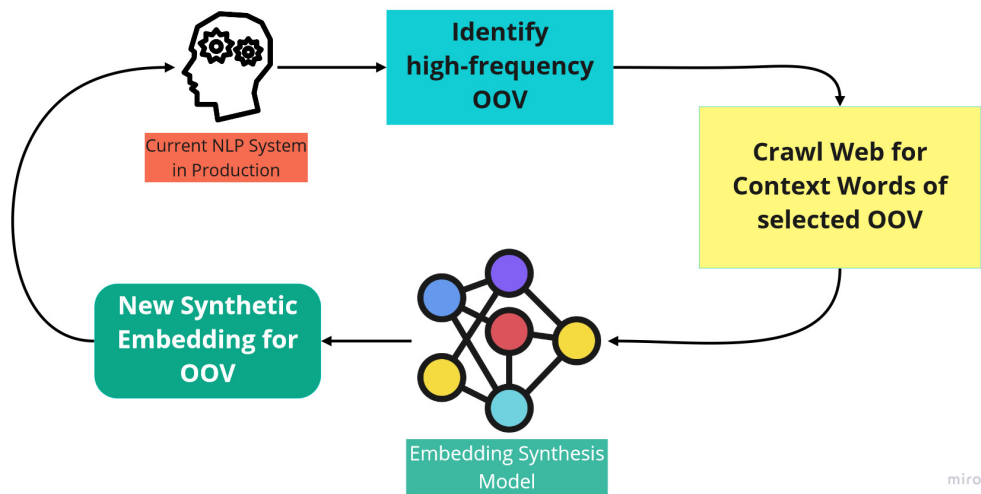 Identify
high-frequency
OOV
Current NLP System
in Production
Crawl Web for
Context Words of
selected OOV
New Synthetic
Embedding for
OOV
Embedding Synthesis
Model
miro